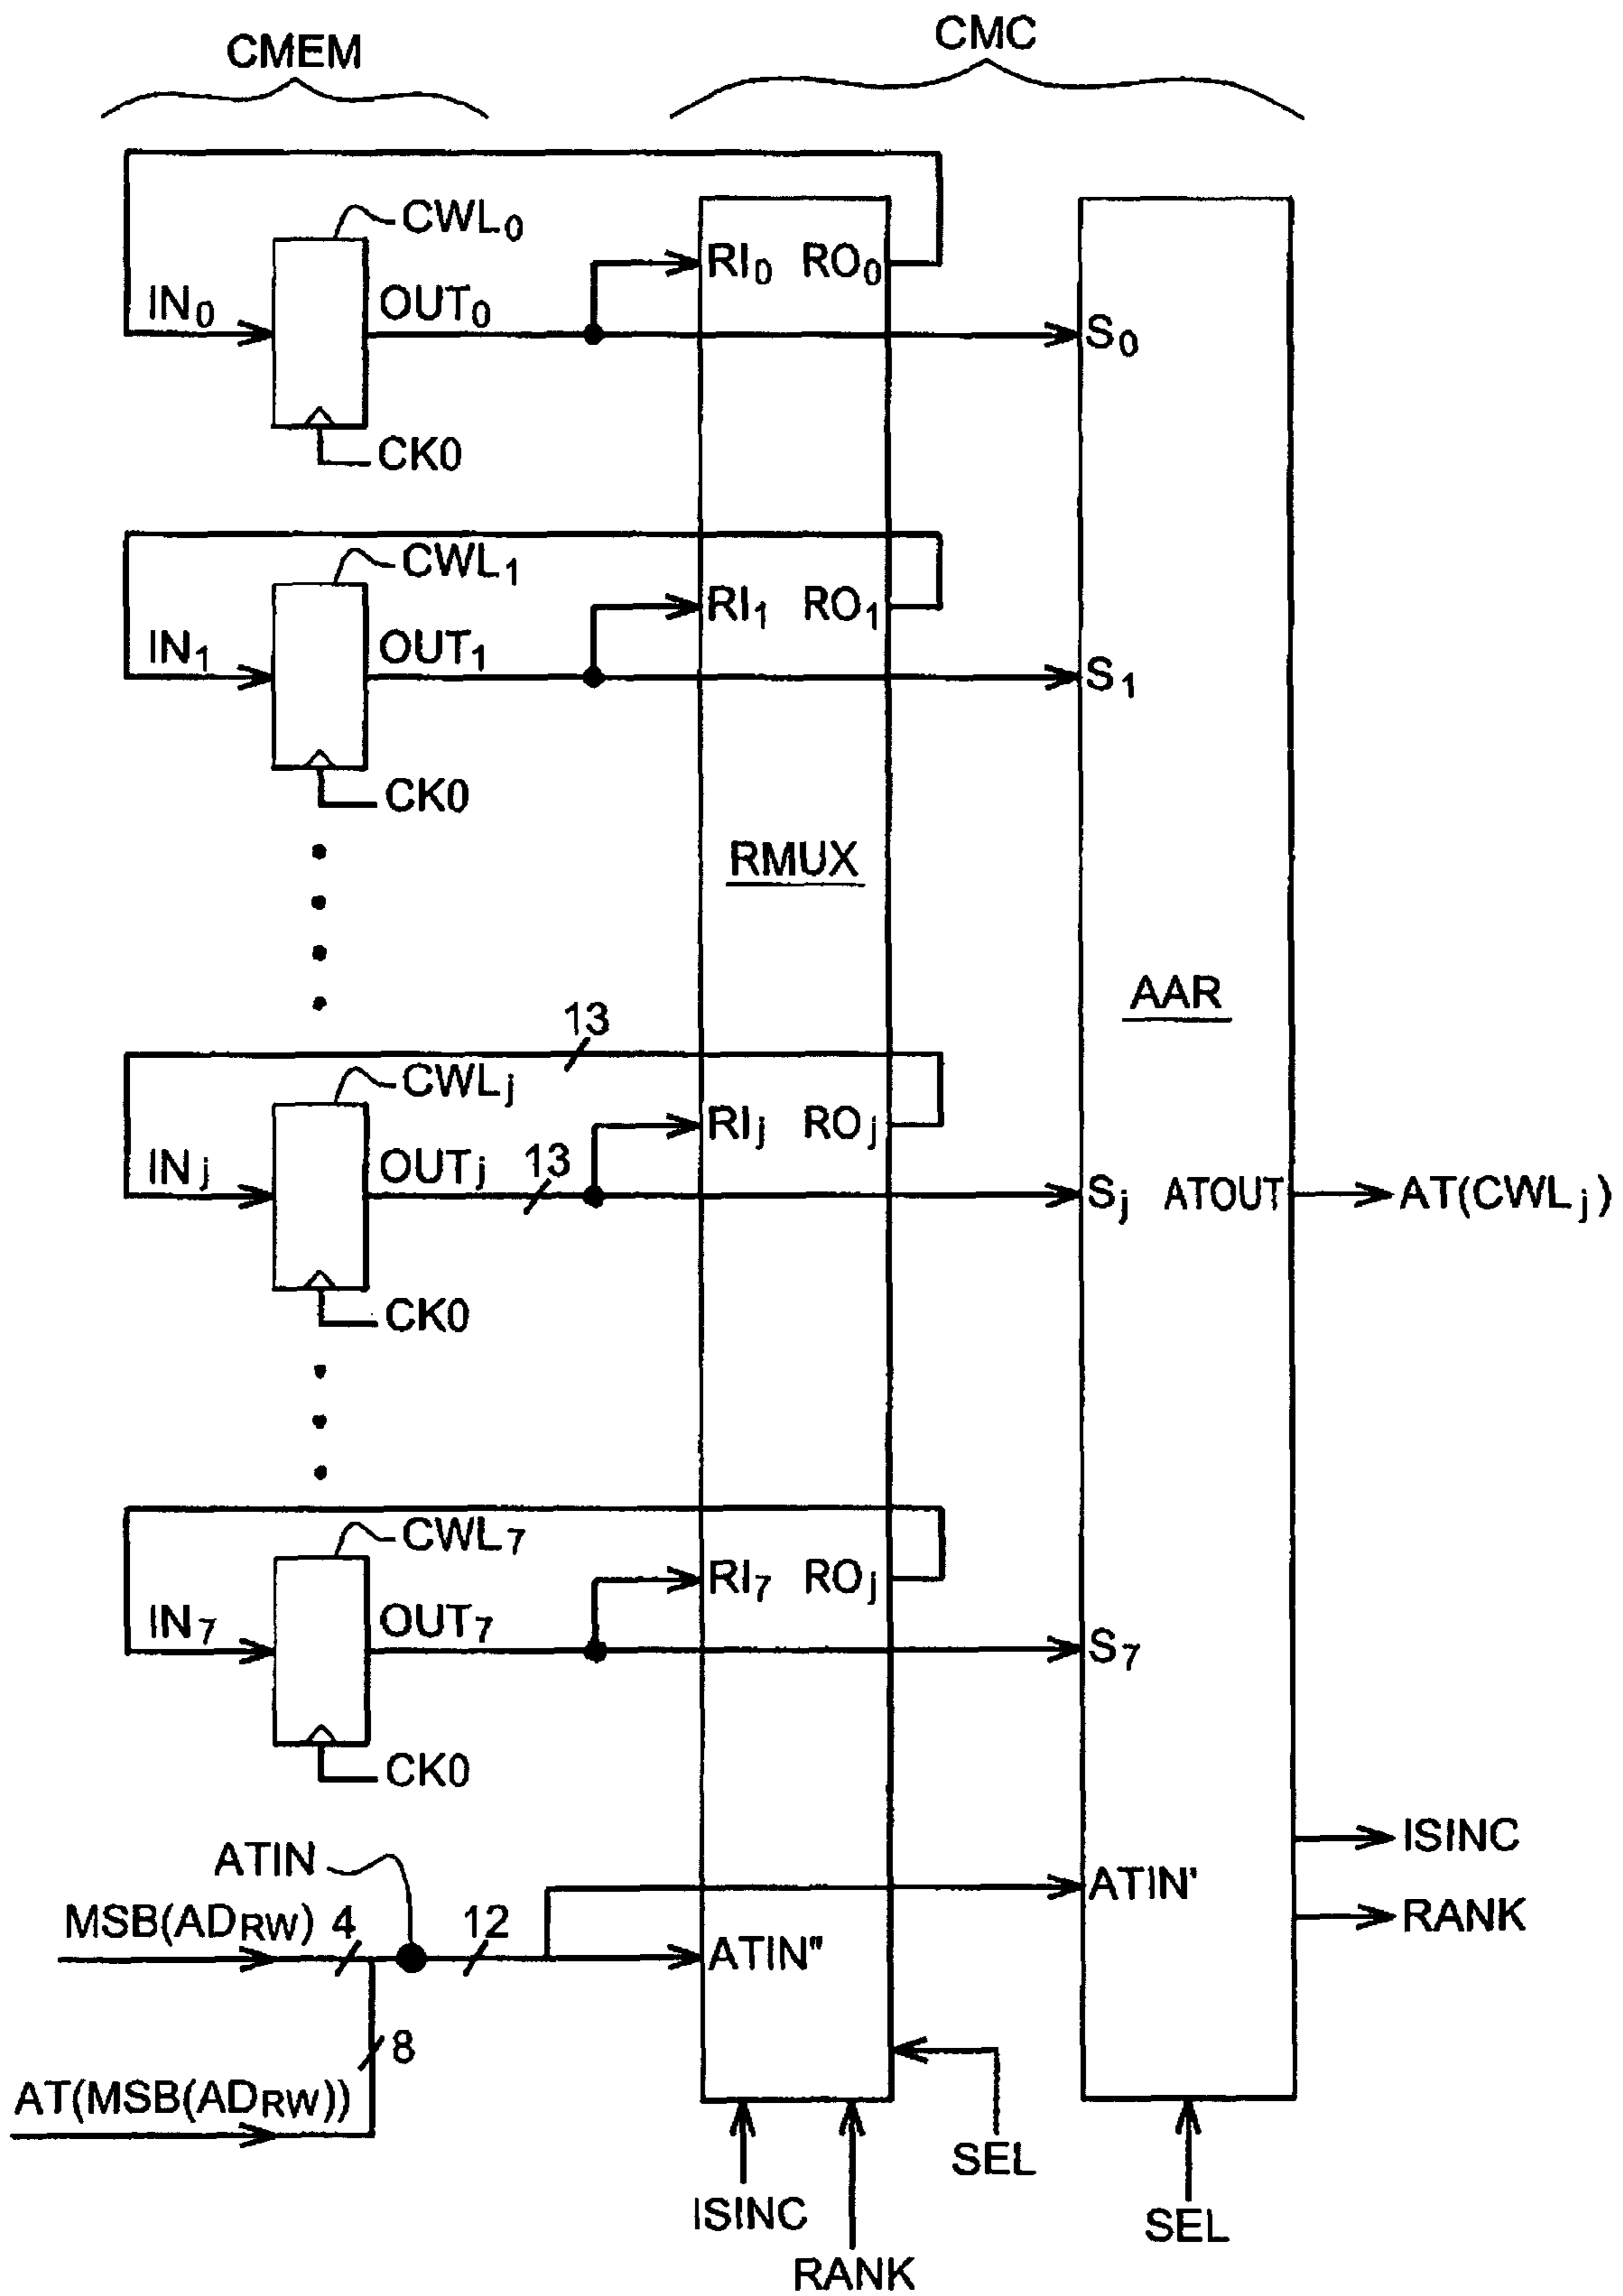 CMEM
CMC
CWL0
IN0 OUT0 RI0 RO0 S0
CK0
CWL1
IN1 OUT1 RI1 RO1 S1
CK0
RMUX
AAR
13
CWLj
INj OUTj 13 RIj ROj Sj ATOUT AT(CWLj)
CK0
CWL7
IN7 OUT7 RI7 ROj S7
CK0
ATIN
ISINC
ATIN'
RANK
MSB(ADRW) 4 12 ATIN"
8
AT(MSB(ADRW))
SEL
ISINC
SEL
RANK